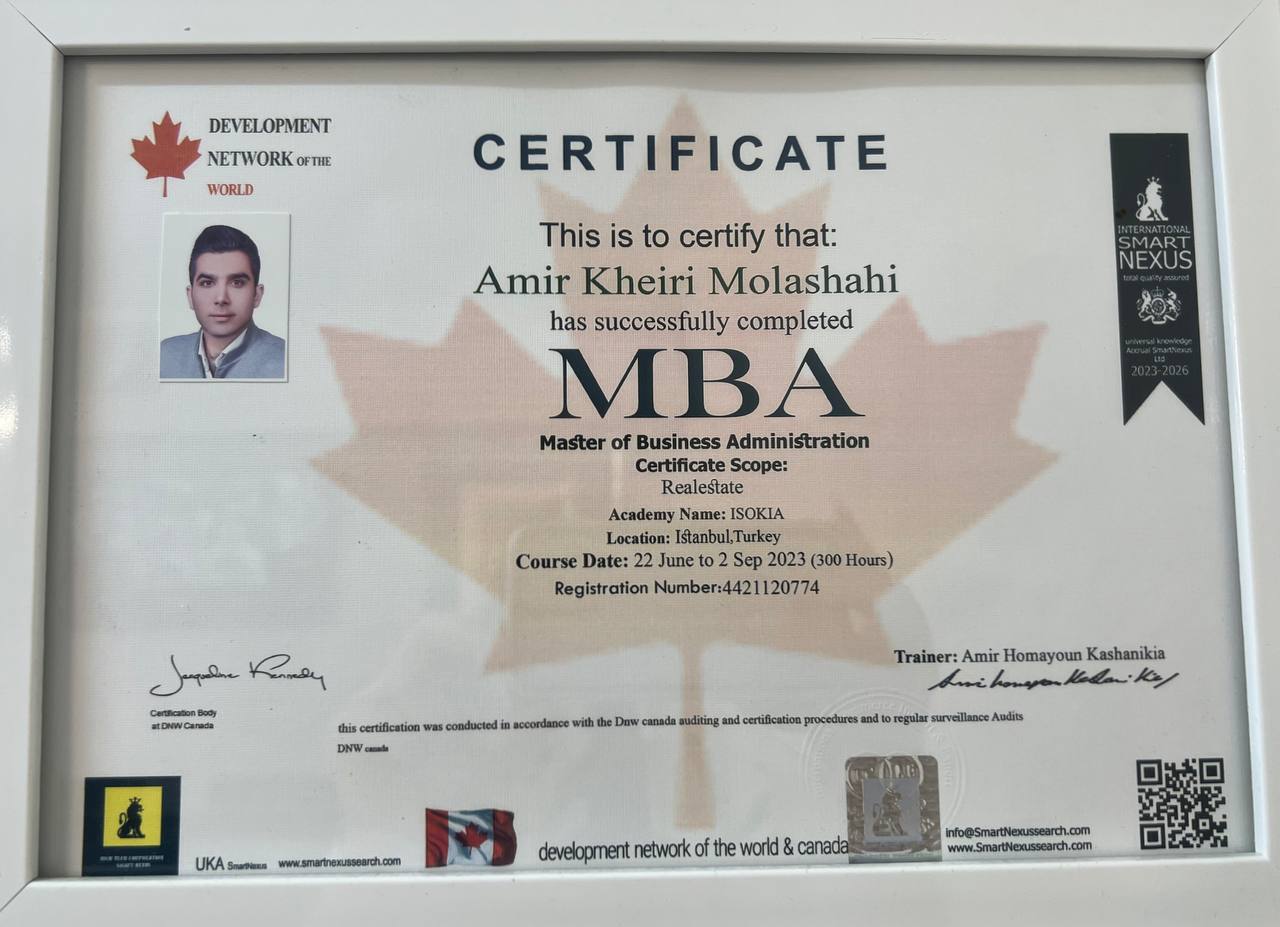 DEVELOPMENT
NETWORK OF THE
WORLD
CERTIFICATE
This is to certify that:
Amir Kheiri Molashahi
has successfully completed
MBA
Master of Business Administration
Certificate Scope:
Realestate
Academy Name: ISOKIA
Location: Istanbul,Turkey
Course Date: 22 June to 2 Sep 2023 (300 Hours)
Registration Number:4421120774
INTERNATIONAL
SMART
NEXUS
total quality assured
universal knowledge
Accrual SmartNexus
Ltd
2023-2026
Jacqueline Kennedy
Certification Body
at DNW Canada
Trainer: Amir Homayoun Kashanikia
this certification was conducted in accordance with the Dnw canada auditing and certification procedures and to regular surveillance Audits
DNW canada
UKA SmartNexus
www.smartnexussearch.com
development network of the world & canada
info@SmartNexussearch.com
www.SmartNexussearch.com